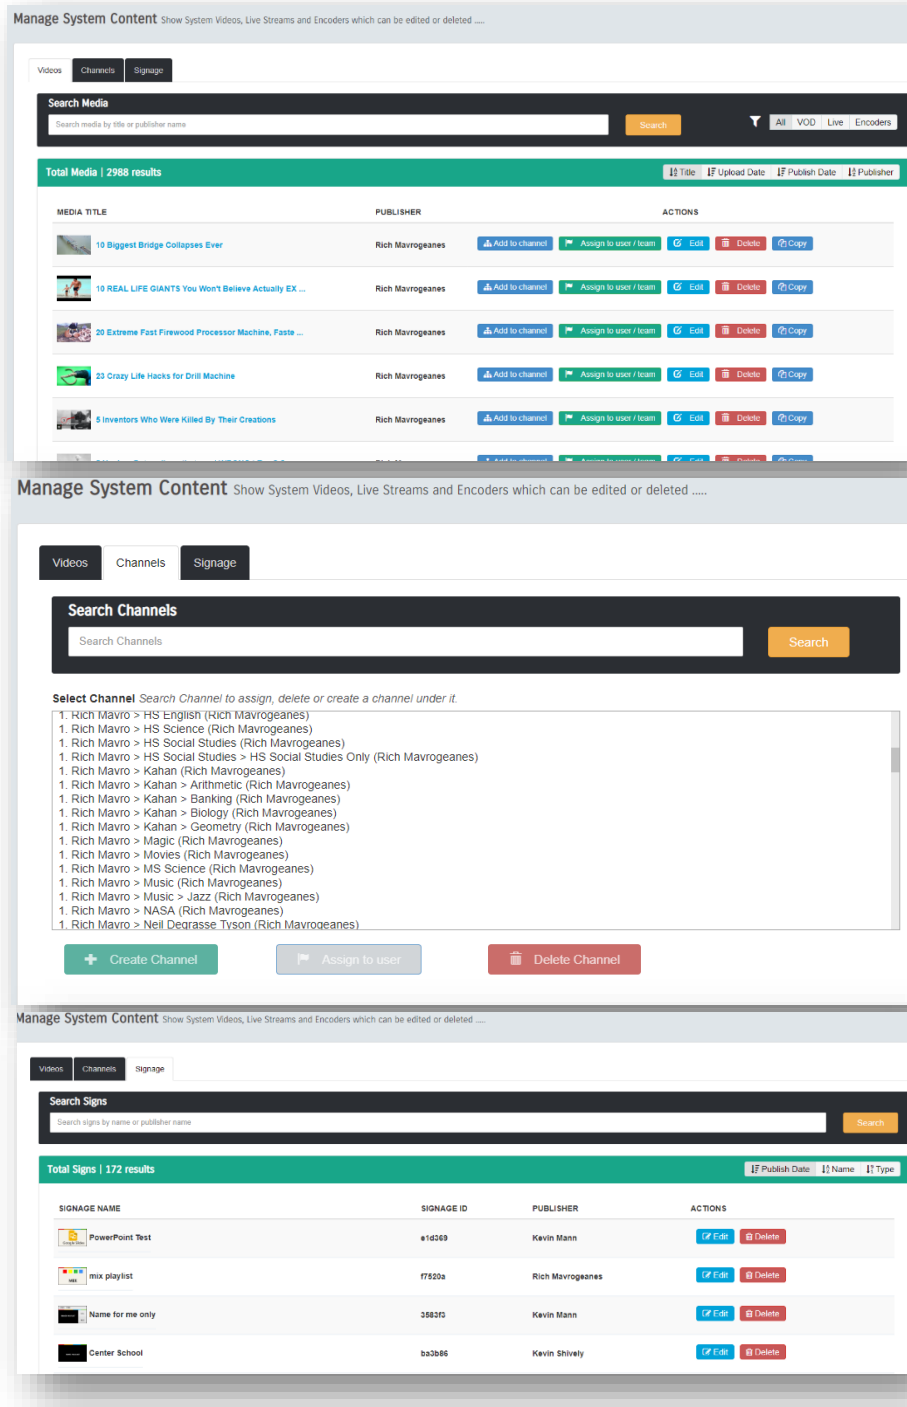 Manage System Content Show System Videos, Live Streams and Encoders which can be edited or deleted .....
Videos Channels Signage
Search Media
Search media by title or publisher name Search All VOD Live Encoders
Total Media | 2988 results Title Upload Date Publish Date Publisher
MEDIA TITLE PUBLISHER ACTIONS
10 Biggest Bridge Collapses Ever Rich Mavrogeanes Add to channel Assign to user / team Edit Delete Copy
10 REAL LIFE GIANTS You Won't Believe Actually EX ... Rich Mavrogeanes Add to channel Assign to user / team Edit Delete Copy
20 Extreme Fast Firewood Processor Machine, Faste ... Rich Mavrogeanes Add to channel Assign to user / team Edit Delete Copy
23 Crazy Life Hacks for Drill Machine Rich Mavrogeanes Add to channel Assign to user / team Edit Delete Copy
5 Inventors Who Were Killed By Their Creations Rich Mavrogeanes Add to channel Assign to user / team Edit Delete Copy
Manage System Content Show System Videos, Live Streams and Encoders which can be edited or deleted .....
Videos Channels Signage
Search Channels
Search Channels Search
Select Channel Search Channel to assign, delete or create a channel under it.
1. Rich Mavro > HS English (Rich Mavrogeanes)
1. Rich Mavro > HS Science (Rich Mavrogeanes)
1. Rich Mavro > HS Social Studies (Rich Mavrogeanes)
1. Rich Mavro > HS Social Studies > HS Social Studies Only (Rich Mavrogeanes)
1. Rich Mavro > Kahan (Rich Mavrogeanes)
1. Rich Mavro > Kahan > Arithmetic (Rich Mavrogeanes)
1. Rich Mavro > Kahan > Banking (Rich Mavrogeanes)
1. Rich Mavro > Kahan > Biology (Rich Mavrogeanes)
1. Rich Mavro > Kahan > Geometry (Rich Mavrogeanes)
1. Rich Mavro > Magic (Rich Mavrogeanes)
1. Rich Mavro > Movies (Rich Mavrogeanes)
1. Rich Mavro > MS Science (Rich Mavrogeanes)
1. Rich Mavro > Music (Rich Mavrogeanes)
1. Rich Mavro > Music > Jazz (Rich Mavrogeanes)
1. Rich Mavro > NASA (Rich Mavrogeanes)
1. Rich Mavro > Neil Degrasse Tyson (Rich Mavrogeanes)
Create Channel Assign to user Delete Channel
Manage System Content Show System Videos, Live Streams and Encoders which can be edited or deleted .....
Videos Channels Signage
Search Signs
Search signs by name or publisher name Search
Total Signs | 172 results Publish Date Name Type
SIGNAGE NAME SIGNAGE ID PUBLISHER ACTIONS
PowerPoint Test e1d369 Kevin Mann Edit Delete
mix playlist f7520a Rich Mavrogeanes Edit Delete
Name for me only 3583f3 Kevin Mann Edit Delete
Center School ba3b86 Kevin Shively Edit Delete